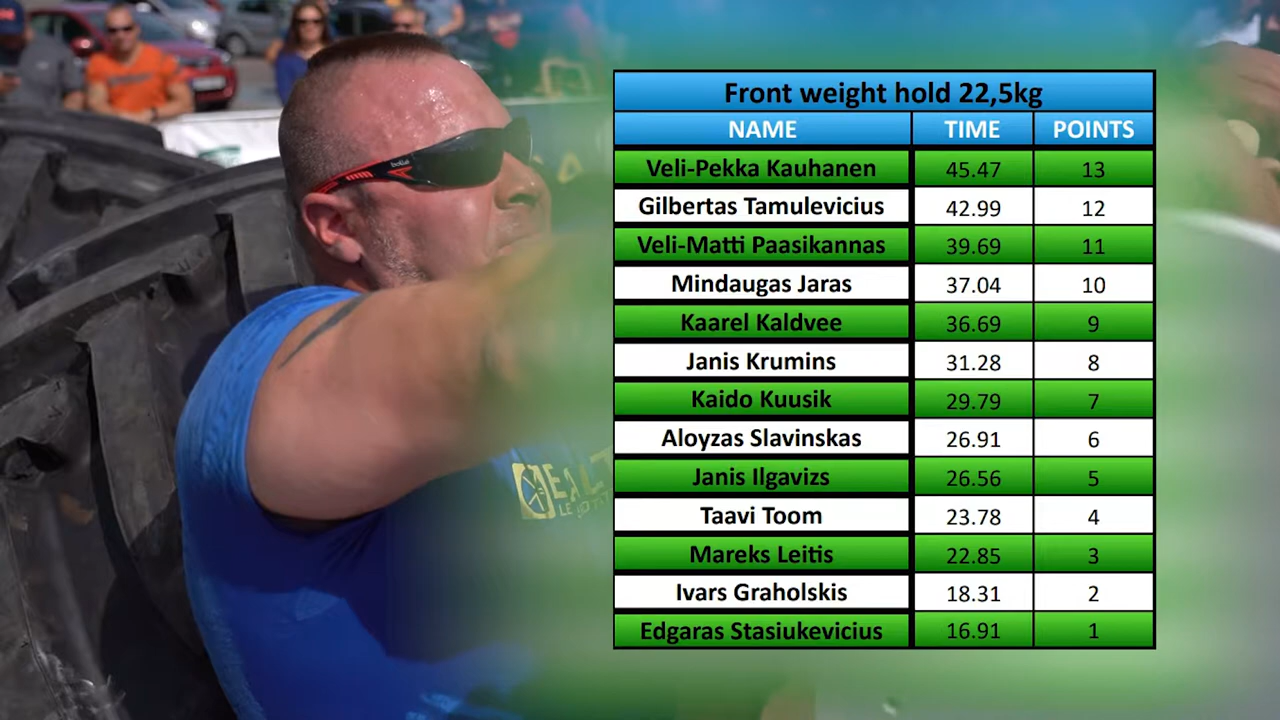 Front weight hold 22,5kg
NAME TIME POINTS
Veli-Pekka Kauhanen 45.47 13
Gilbertas Tamulevicius 42.99 12
Veli-Matti Paasikannas 39.69 11
Mindaugas Jaras 37.04 10
Kaarel Kaldvee 36.69 9
Janis Krumins 31.28 8
Kaido Kuusik 29.79 7
Aloyzas Slavinskas 26.91 6
Janis Ilgavizs 26.56 5
Taavi Toom 23.78 4
Mareks Leitis 22.85 3
Ivars Graholskis 18.31 2
Edgaras Stasiukevicius 16.91 1
bollé